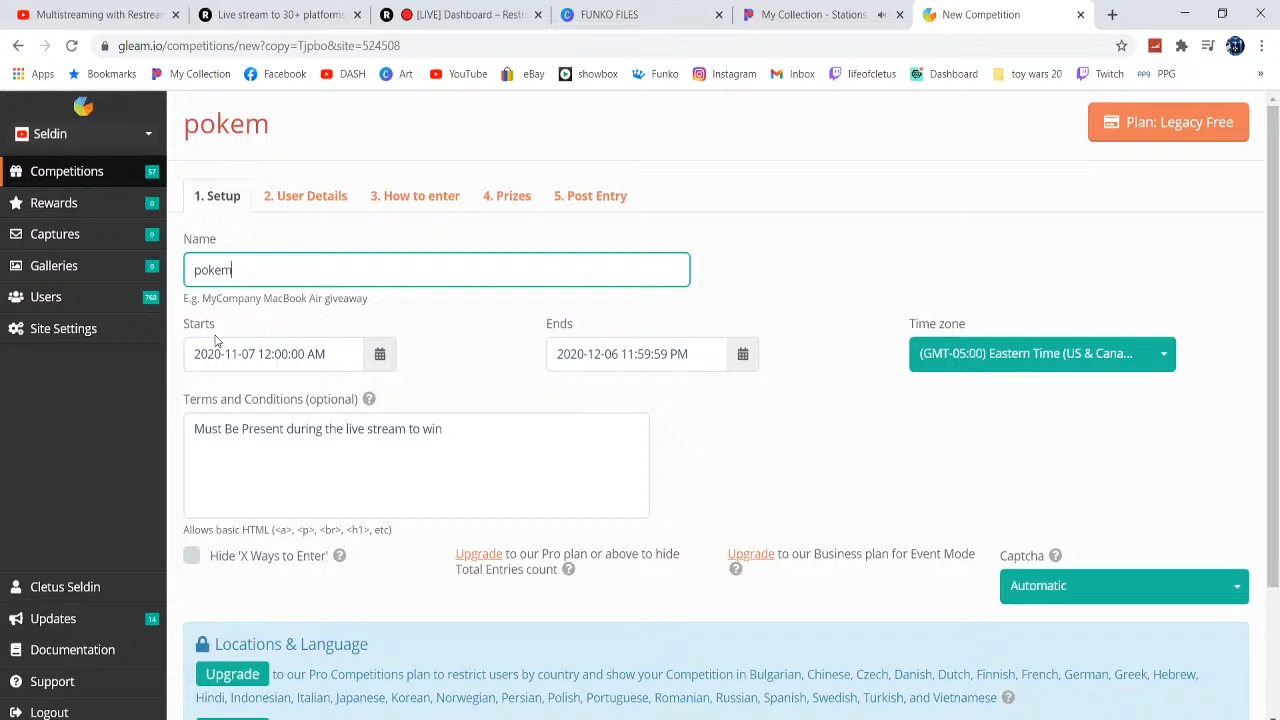 Multistreaming with Restream
Live stream to 30+ platforms
[LIVE] Dashboard – Restr
FUNKO FILES
My Collection - Stations
New Competition
gleam.io/competitions/new?copy=Tjpbo&site=524508
Apps
Bookmarks
My Collection
Facebook
DASH
Art
YouTube
eBay
showbox
Funko
Instagram
Inbox
lifeofcletus
Dashboard
toy wars 20
Twitch
PPG
Seldin
Competitions 57
Rewards 0
Captures 0
Galleries 0
Users 768
Site Settings
Cletus Seldin
Updates 14
Documentation
Support
Logout
pokem
Plan: Legacy Free
1. Setup
2. User Details
3. How to enter
4. Prizes
5. Post Entry
Name
pokem
E.g. MyCompany MacBook Air giveaway
Starts
Ends
Time zone
2020-11-07 12:00:00 AM
2020-12-06 11:59:59 PM
(GMT-05:00) Eastern Time (US & Cana...
Terms and Conditions (optional)
Must Be Present during the live stream to win
Allows basic HTML (<a>, <p>, <br>, <h1>, etc)
Hide 'X Ways to Enter'
Upgrade to our Pro plan or above to hide
Total Entries count
Upgrade to our Business plan for Event Mode
Captcha
Automatic
Locations & Language
Upgrade to our Pro Competitions plan to restrict users by country and show your Competition in Bulgarian, Chinese, Czech, Danish, Dutch, Finnish, French, German, Greek, Hebrew,
Hindi, Indonesian, Italian, Japanese, Korean, Norwegian, Persian, Polish, Portuguese, Romanian, Russian, Spanish, Swedish, Turkish, and Vietnamese